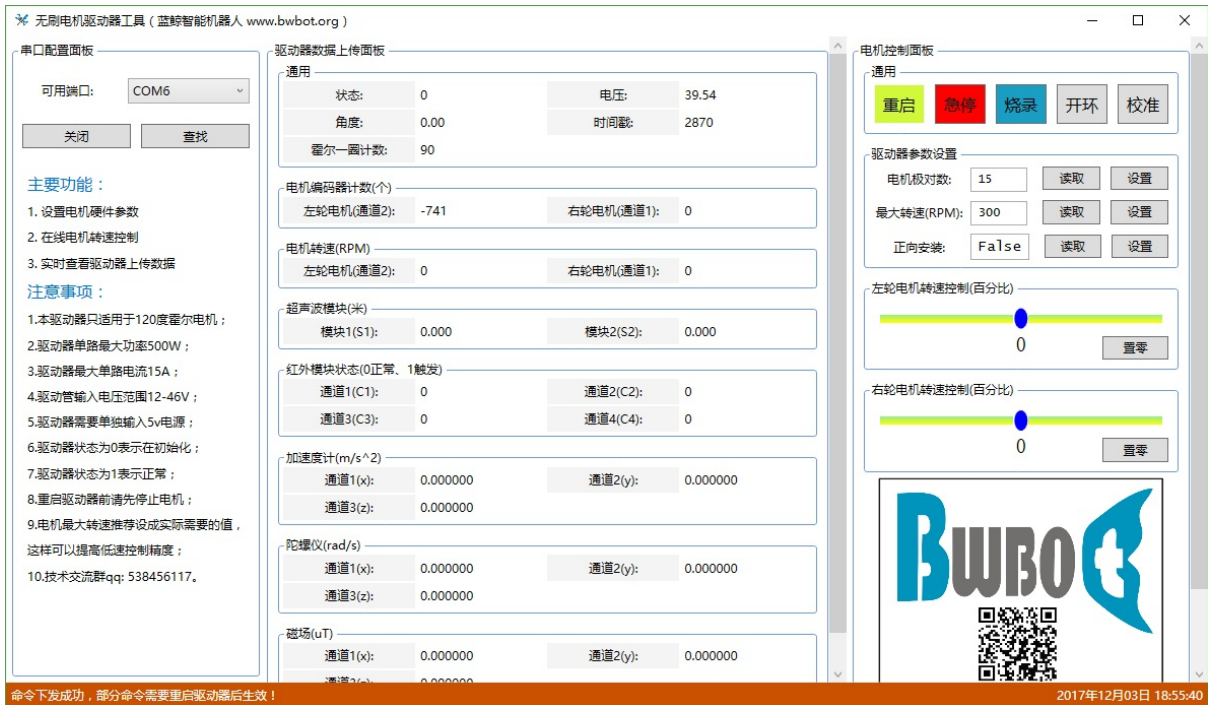 无刷电机驱动器工具 ( 蓝鲸智能机器人 www.bwbot.org )
串口配置面板
可用端口: COM6
关闭 查找
主要功能：
1. 设置电机硬件参数
2. 在线电机转速控制
3. 实时查看驱动器上传数据
注意事项：
1.本驱动器只适用于120度霍尔电机；
2.驱动器单路最大功率500W；
3.驱动器最大单路电流15A；
4.驱动管输入电压范围12-46V；
5.驱动器需要单独输入5v电源；
6.驱动器状态为0表示在初始化；
7.驱动器状态为1表示正常；
8.重启驱动器前请先停止电机；
9.电机最大转速推荐设成实际需要的值，
这样可以提高低速控制精度；
10.技术交流群qq: 538456117。
驱动器数据上传面板
通用
状态: 0 电压: 39.54
角度: 0.00 时间戳: 2870
霍尔一圈计数: 90
电机编码器计数(个)
左轮电机(通道2): -741 右轮电机(通道1): 0
电机转速(RPM)
左轮电机(通道2): 0 右轮电机(通道1): 0
超声波模块(米)
模块1(S1): 0.000 模块2(S2): 0.000
红外模块状态(0正常、1触发)
通道1(C1): 0 通道2(C2): 0
通道3(C3): 0 通道4(C4): 0
加速度计(m/s^2)
通道1(x): 0.000000 通道2(y): 0.000000
通道3(z): 0.000000
陀螺仪(rad/s)
通道1(x): 0.000000 通道2(y): 0.000000
通道3(z): 0.000000
磁场(uT)
通道1(x): 0.000000 通道2(y): 0.000000
通道3(z): 0.000000
电机控制面板
通用
重启 急停 烧录 开环 校准
驱动器参数设置
电机极对数: 15 读取 设置
最大转速(RPM): 300 读取 设置
正向安装: False 读取 设置
左轮电机转速控制(百分比)
0 置零
右轮电机转速控制(百分比)
0 置零
BWBOT
命令下发成功，部分命令需要重启驱动器后生效！
2017年12月03日 18:55:40